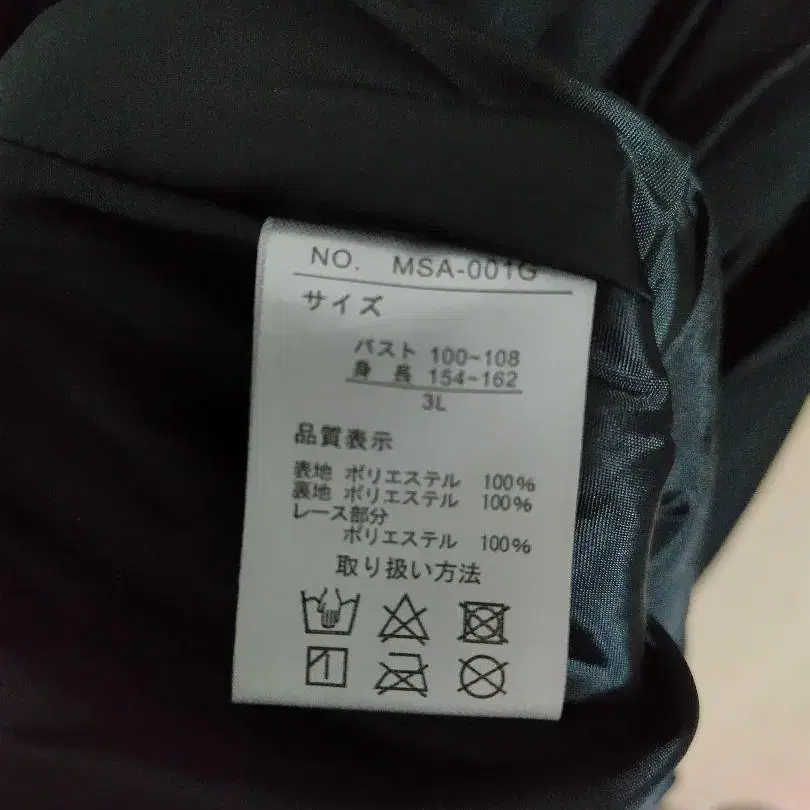 NO. MSA-001G
サイズ
バスト 100~108
身長 154~162
3L
品質表示
表地 ポリエステル 100%
裏地 ポリエステル 100%
レース部分
ポリエステル 100%
取り扱い方法